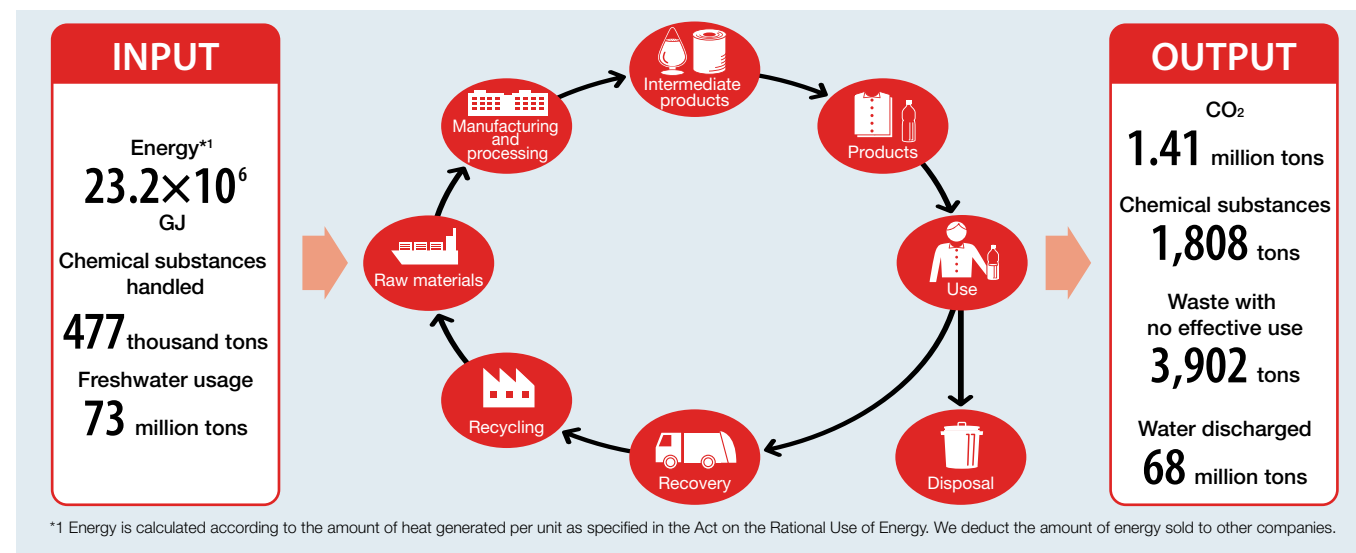 INPUT
Energy*1
23.2×10⁶
GJ
Chemical substances
handled
477 thousand tons
Freshwater usage
73 million tons
Intermediate
products
Manufacturing
and
processing
Products
Raw materials
Use
Recycling
Recovery
Disposal
OUTPUT
CO₂
1.41 million tons
Chemical substances
1,808 tons
Waste with
no effective use
3,902 tons
Water discharged
68 million tons
*1 Energy is calculated according to the amount of heat generated per unit as specified in the Act on the Rational Use of Energy. We deduct the amount of energy sold to other companies.